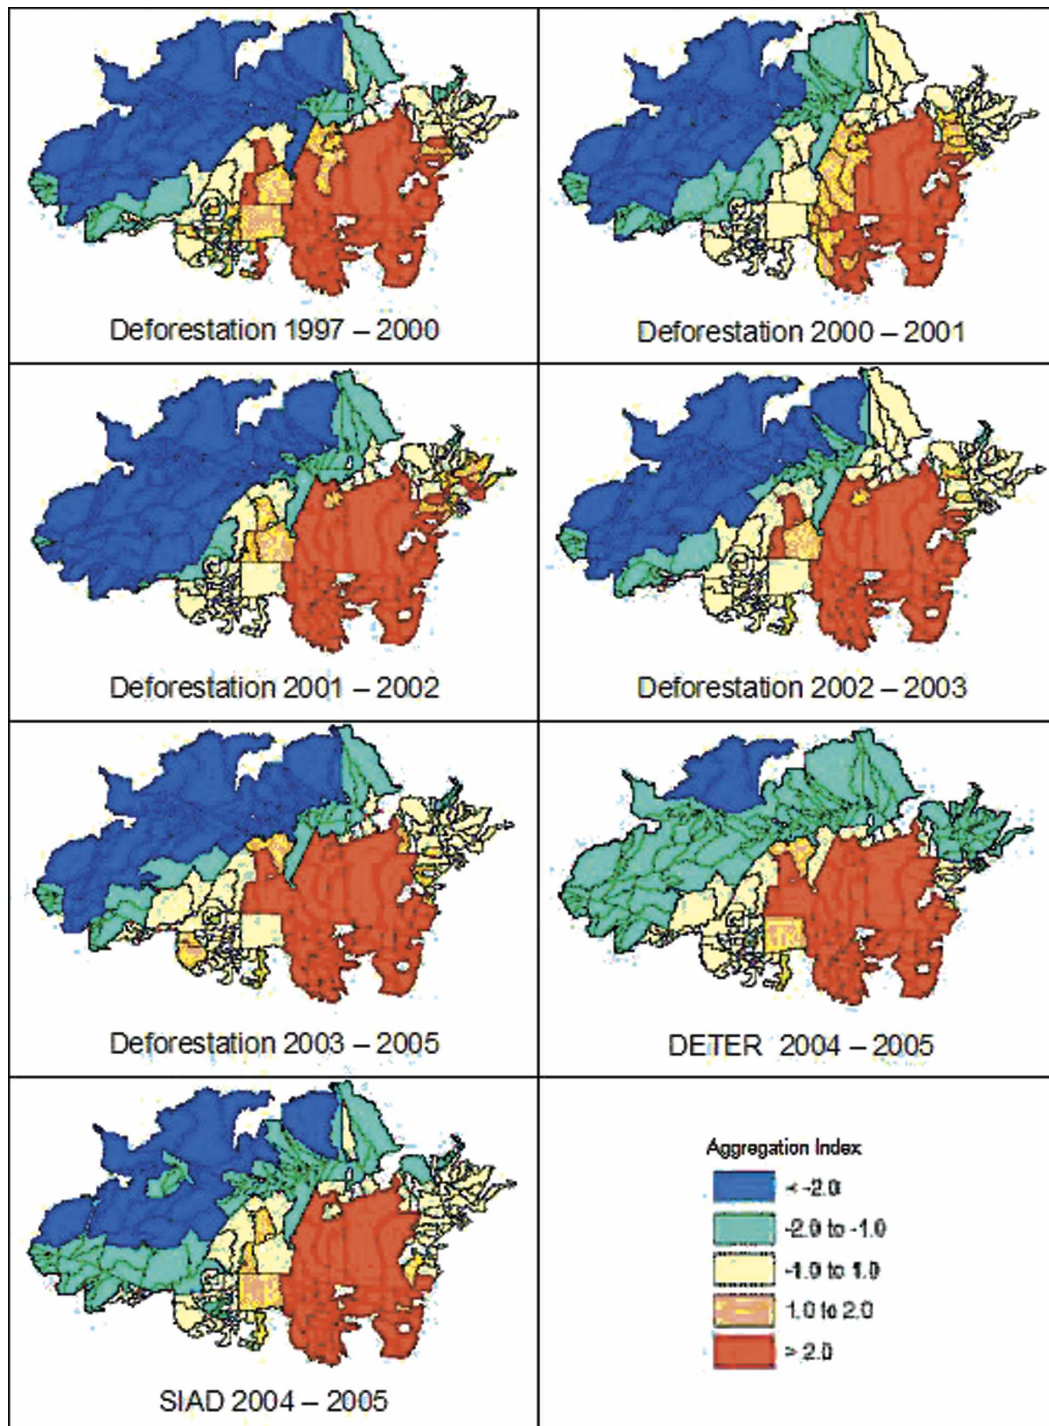 Deforestation 1997 – 2000
Deforestation 2000 – 2001
Deforestation 2001 – 2002
Deforestation 2002 – 2003
Deforestation 2003 – 2005
DETER 2004 – 2005
SIAD 2004 – 2005
Aggregation Index
< -2.0
-2.0 to -1.0
-1.0 to 1.0
1.0 to 2.0
> 2.0